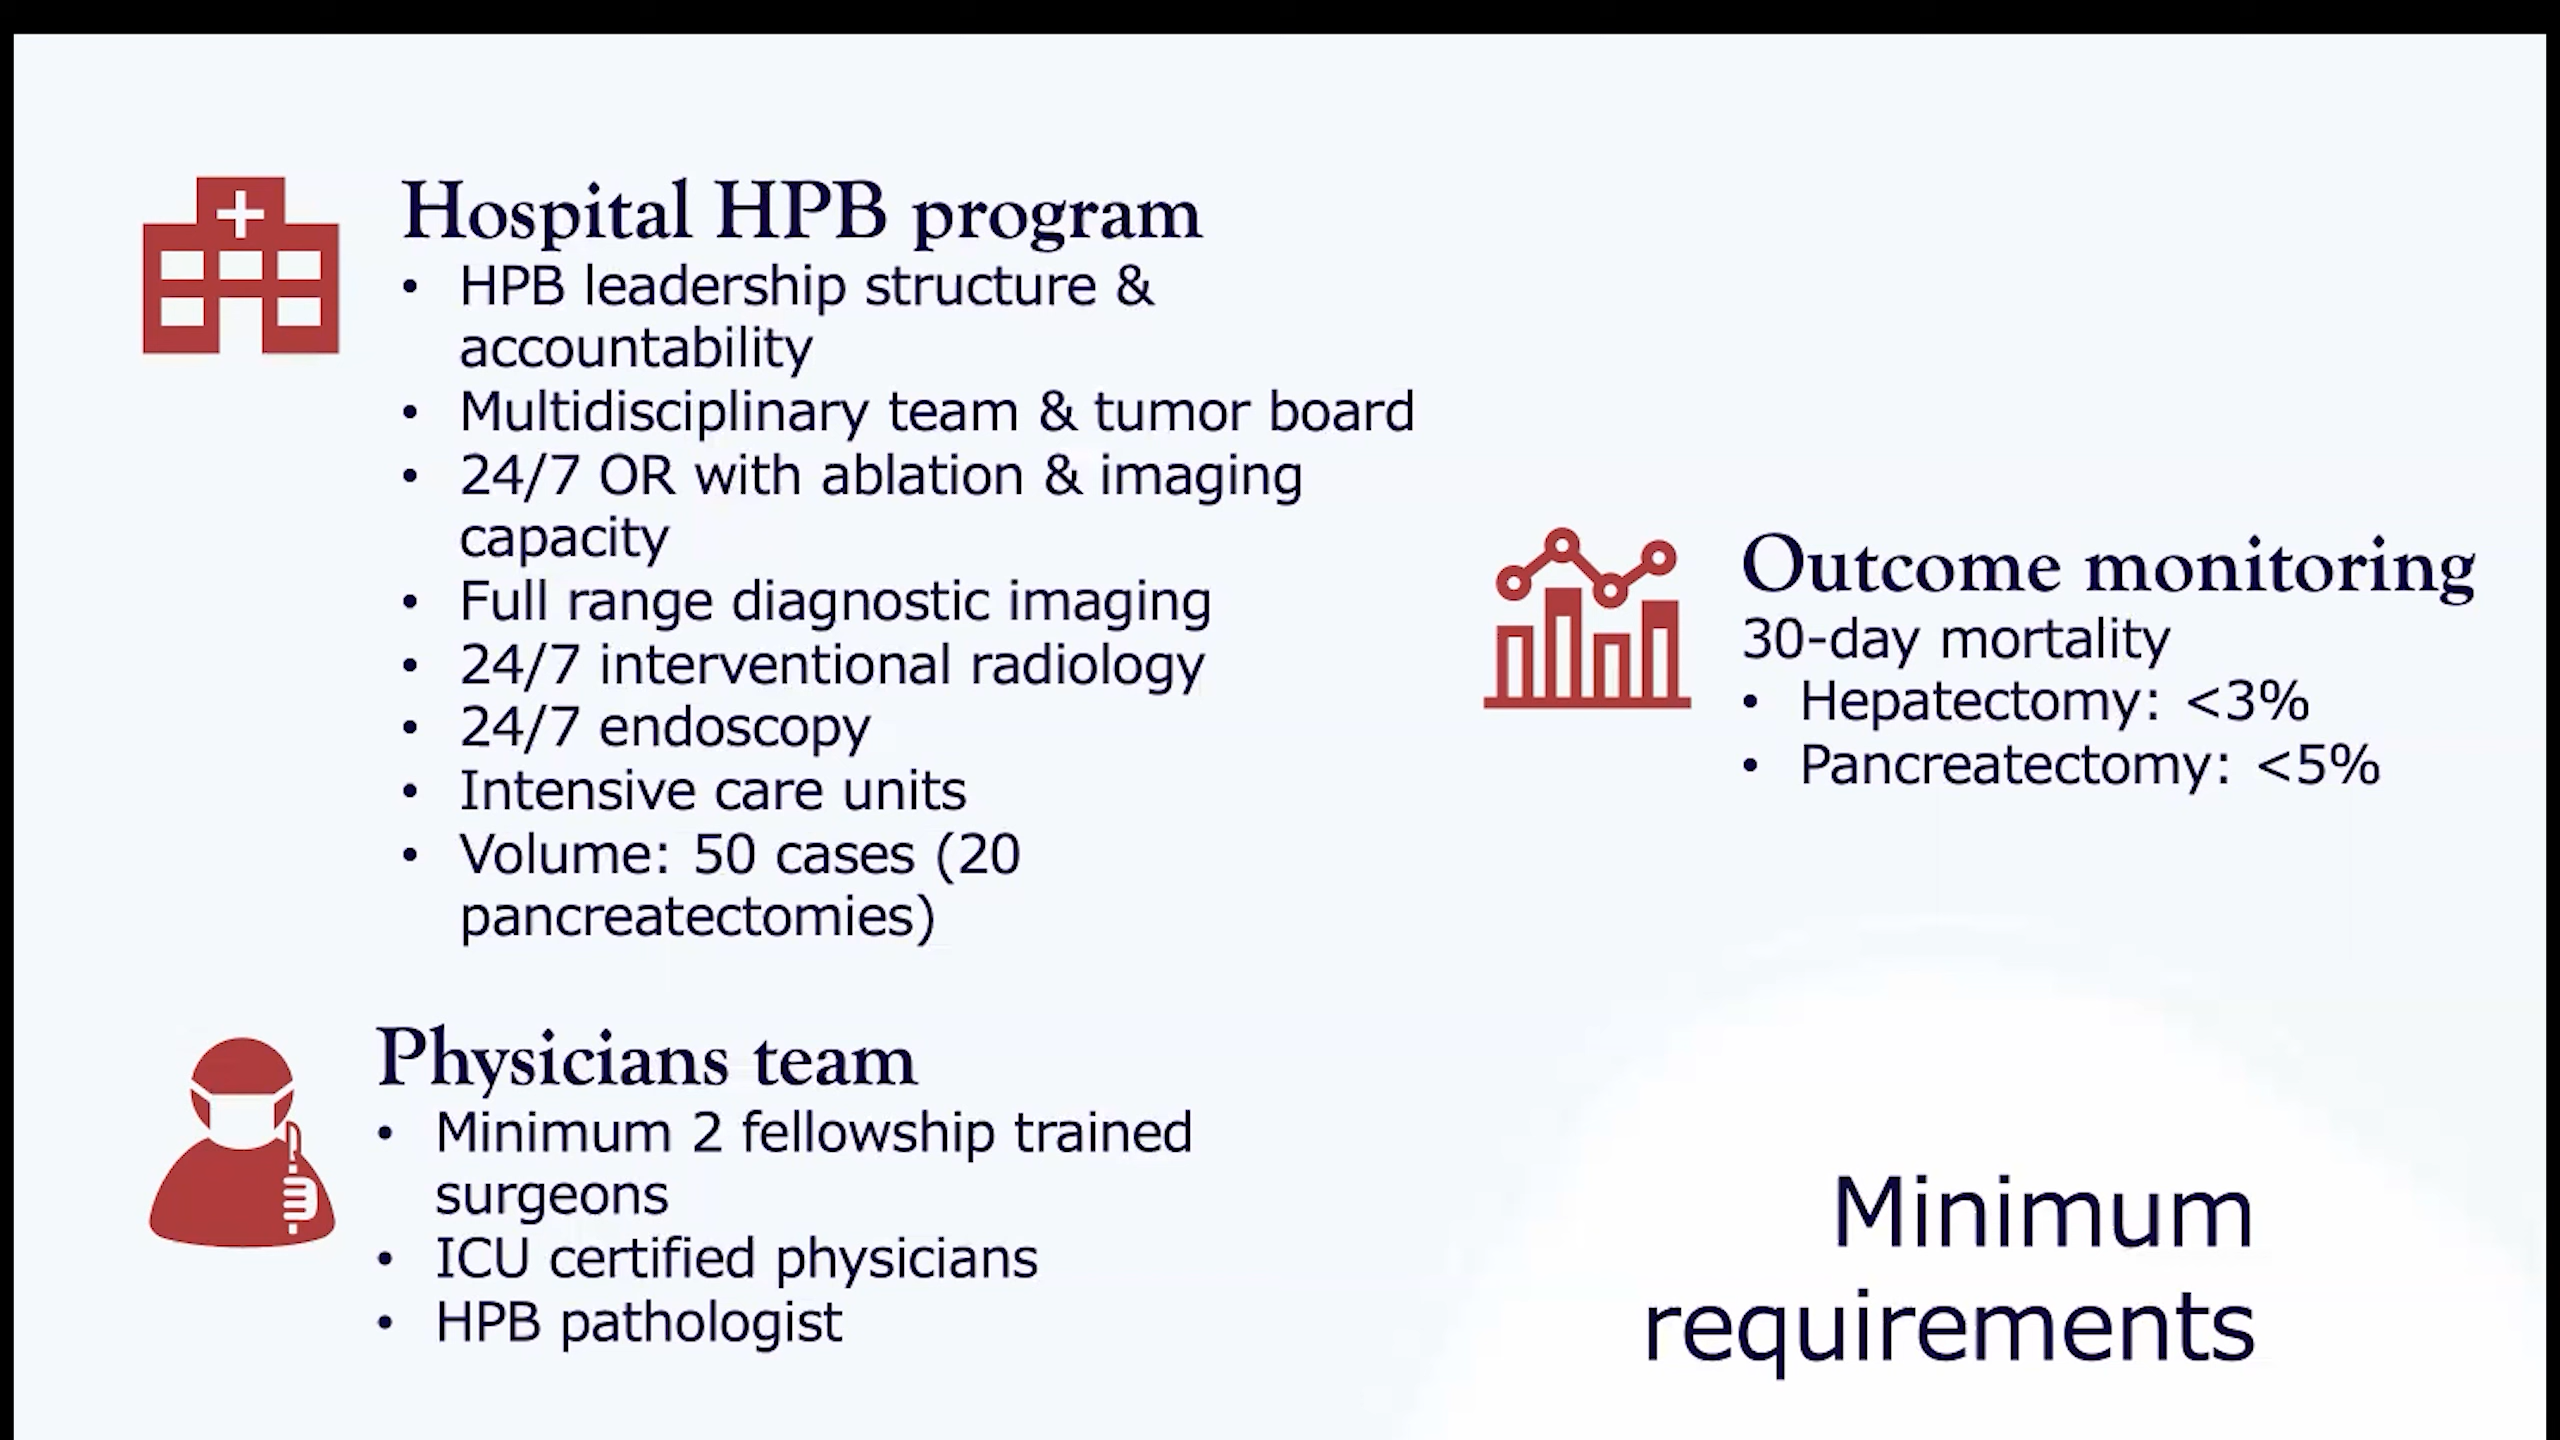 Hospital HPB program
• HPB leadership structure &
accountability
• Multidisciplinary team & tumor board
• 24/7 OR with ablation & imaging
capacity
• Full range diagnostic imaging
• 24/7 interventional radiology
• 24/7 endoscopy
• Intensive care units
• Volume: 50 cases (20
pancreatectomies)
Physicians team
• Minimum 2 fellowship trained
surgeons
• ICU certified physicians
• HPB pathologist
Outcome monitoring
30-day mortality
• Hepatectomy: <3%
• Pancreatectomy: <5%
Minimum
requirements